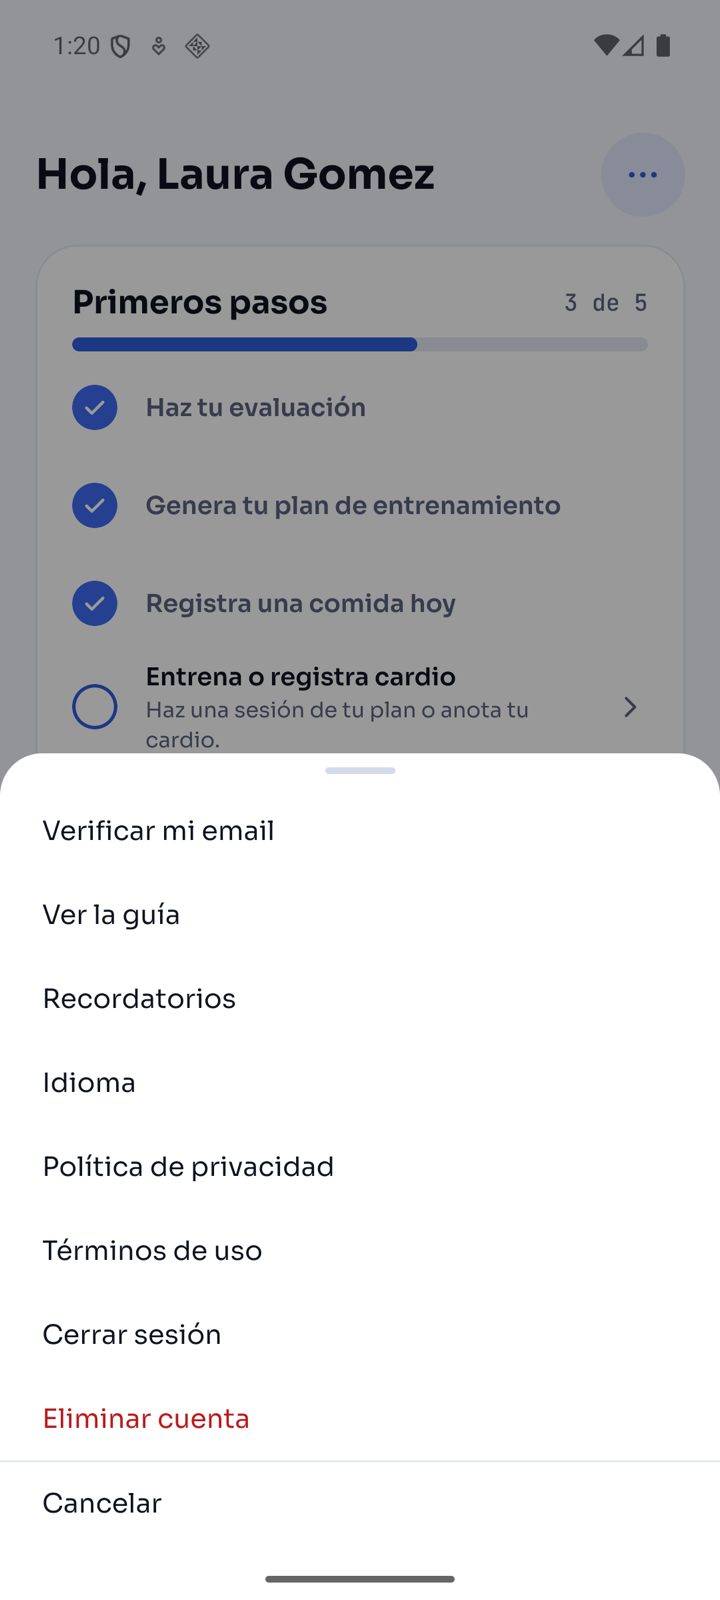 1:20
Hola, Laura Gomez
Primeros pasos
3 de 5
Haz tu evaluación
Genera tu plan de entrenamiento
Registra una comida hoy
Entrena o registra cardio
Haz una sesión de tu plan o anota tu
cardio.
Verificar mi email
Ver la guía
Recordatorios
Idioma
Política de privacidad
Términos de uso
Cerrar sesión
Eliminar cuenta
Cancelar